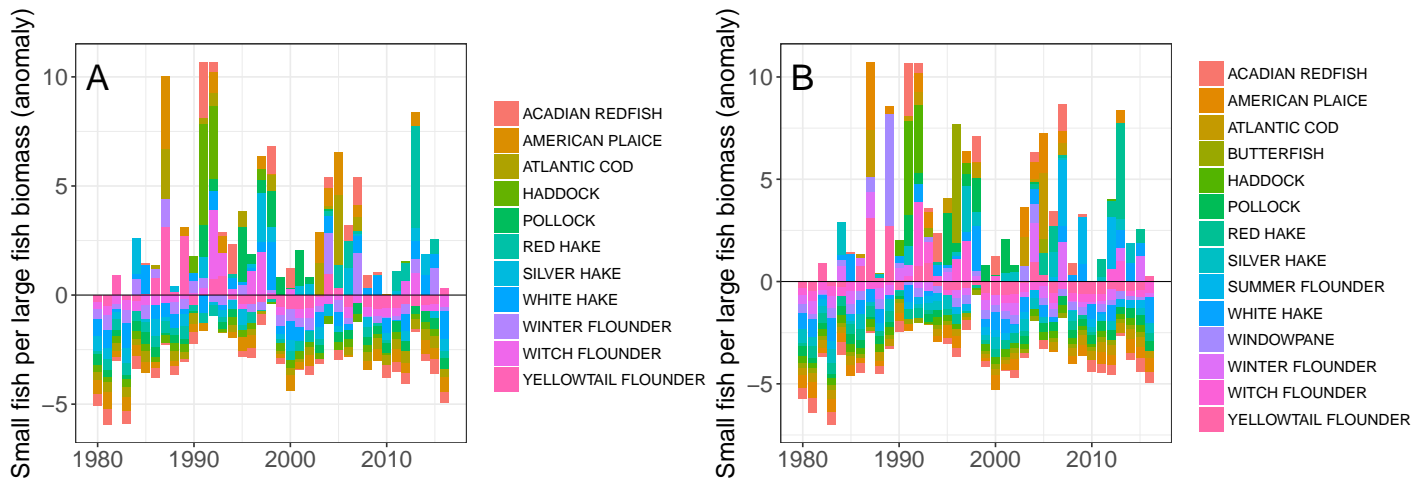 Small fish per large fish biomass (anomaly)
A
10
5
0
−5
1980
1990
2000
2010
ACADIAN REDFISH
AMERICAN PLAICE
ATLANTIC COD
HADDOCK
POLLOCK
RED HAKE
SILVER HAKE
WHITE HAKE
WINTER FLOUNDER
WITCH FLOUNDER
YELLOWTAIL FLOUNDER
Small fish per large fish biomass (anomaly)
B
10
5
0
−5
1980
1990
2000
2010
ACADIAN REDFISH
AMERICAN PLAICE
ATLANTIC COD
BUTTERFISH
HADDOCK
POLLOCK
RED HAKE
SILVER HAKE
SUMMER FLOUNDER
WHITE HAKE
WINDOWPANE
WINTER FLOUNDER
WITCH FLOUNDER
YELLOWTAIL FLOUNDER